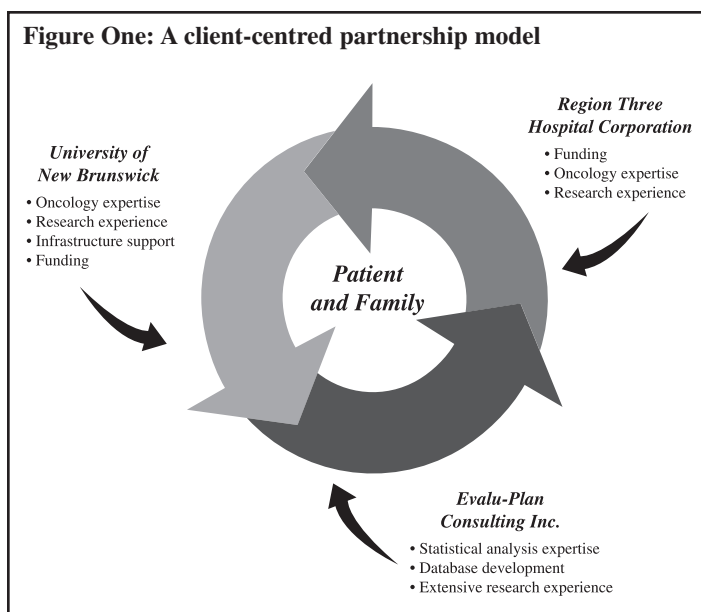 Figure One: A client-centred partnership model
University of
New Brunswick
• Oncology expertise
• Research experience
• Infrastructure support
• Funding
Region Three
Hospital Corporation
• Funding
• Oncology expertise
• Research experience
Patient
and Family
Evalu-Plan
Consulting Inc.
• Statistical analysis expertise
• Database development
• Extensive research experience